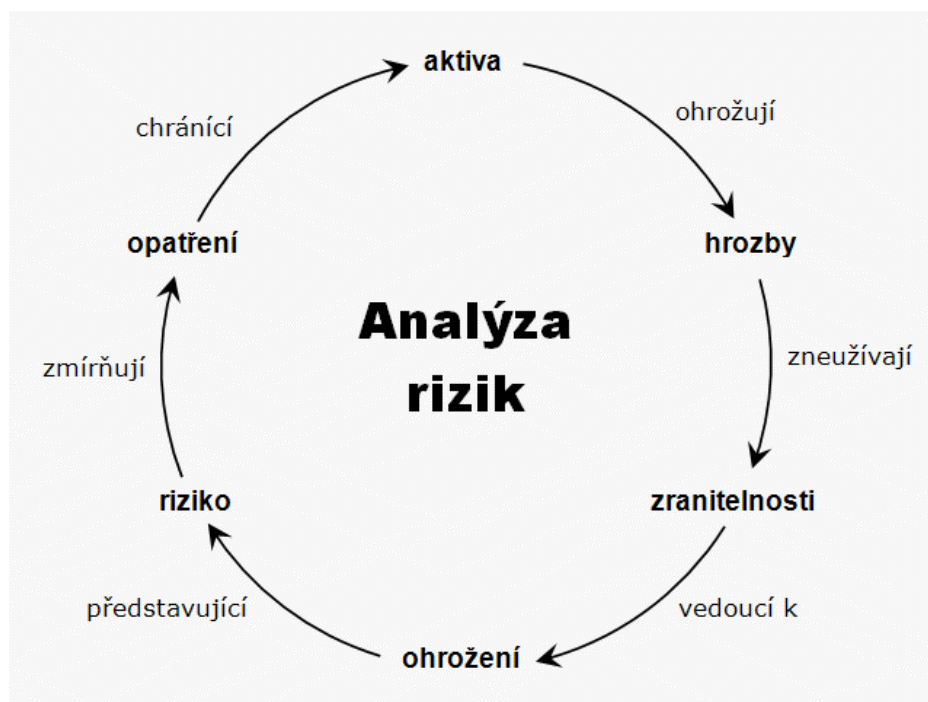 aktiva
ohrožují
chránící
opatření
hrozby
Analýza
rizik
zmírňují
zneužívají
riziko
zranitelnosti
představující
vedoucí k
ohrožení